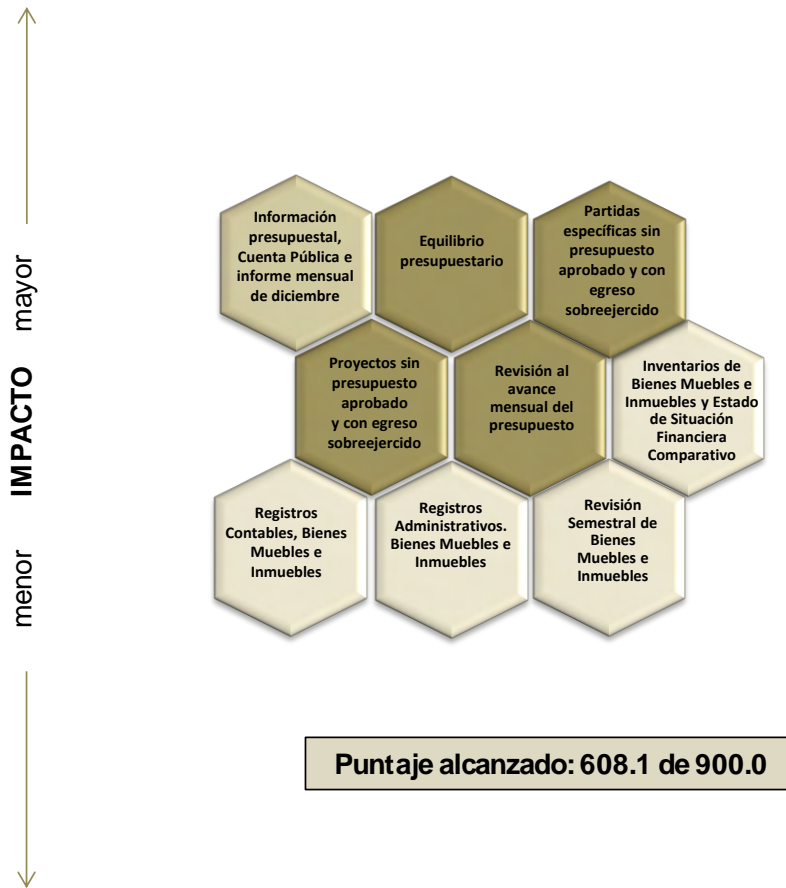 mayor
IMPACTO
menor
Información
presupuestal,
Cuenta Pública e
informe mensual
de diciembre
Equilibrio
presupuestario
Partidas
específicas sin
presupuesto
aprobado y con
egreso
sobreejercido
Proyectos sin
presupuesto
aprobado
y con egreso
sobreejercido
Revisión al
avance
mensual del
presupuesto
Inventarios de
Bienes Muebles e
Inmuebles y Estado
de Situación
Financiera
Comparativo
Registros
Contables, Bienes
Muebles e
Inmuebles
Registros
Administrativos.
Bienes Muebles e
Inmuebles
Revisión
Semestral de
Bienes
Muebles e
Inmuebles
Puntaje alcanzado: 608.1 de 900.0